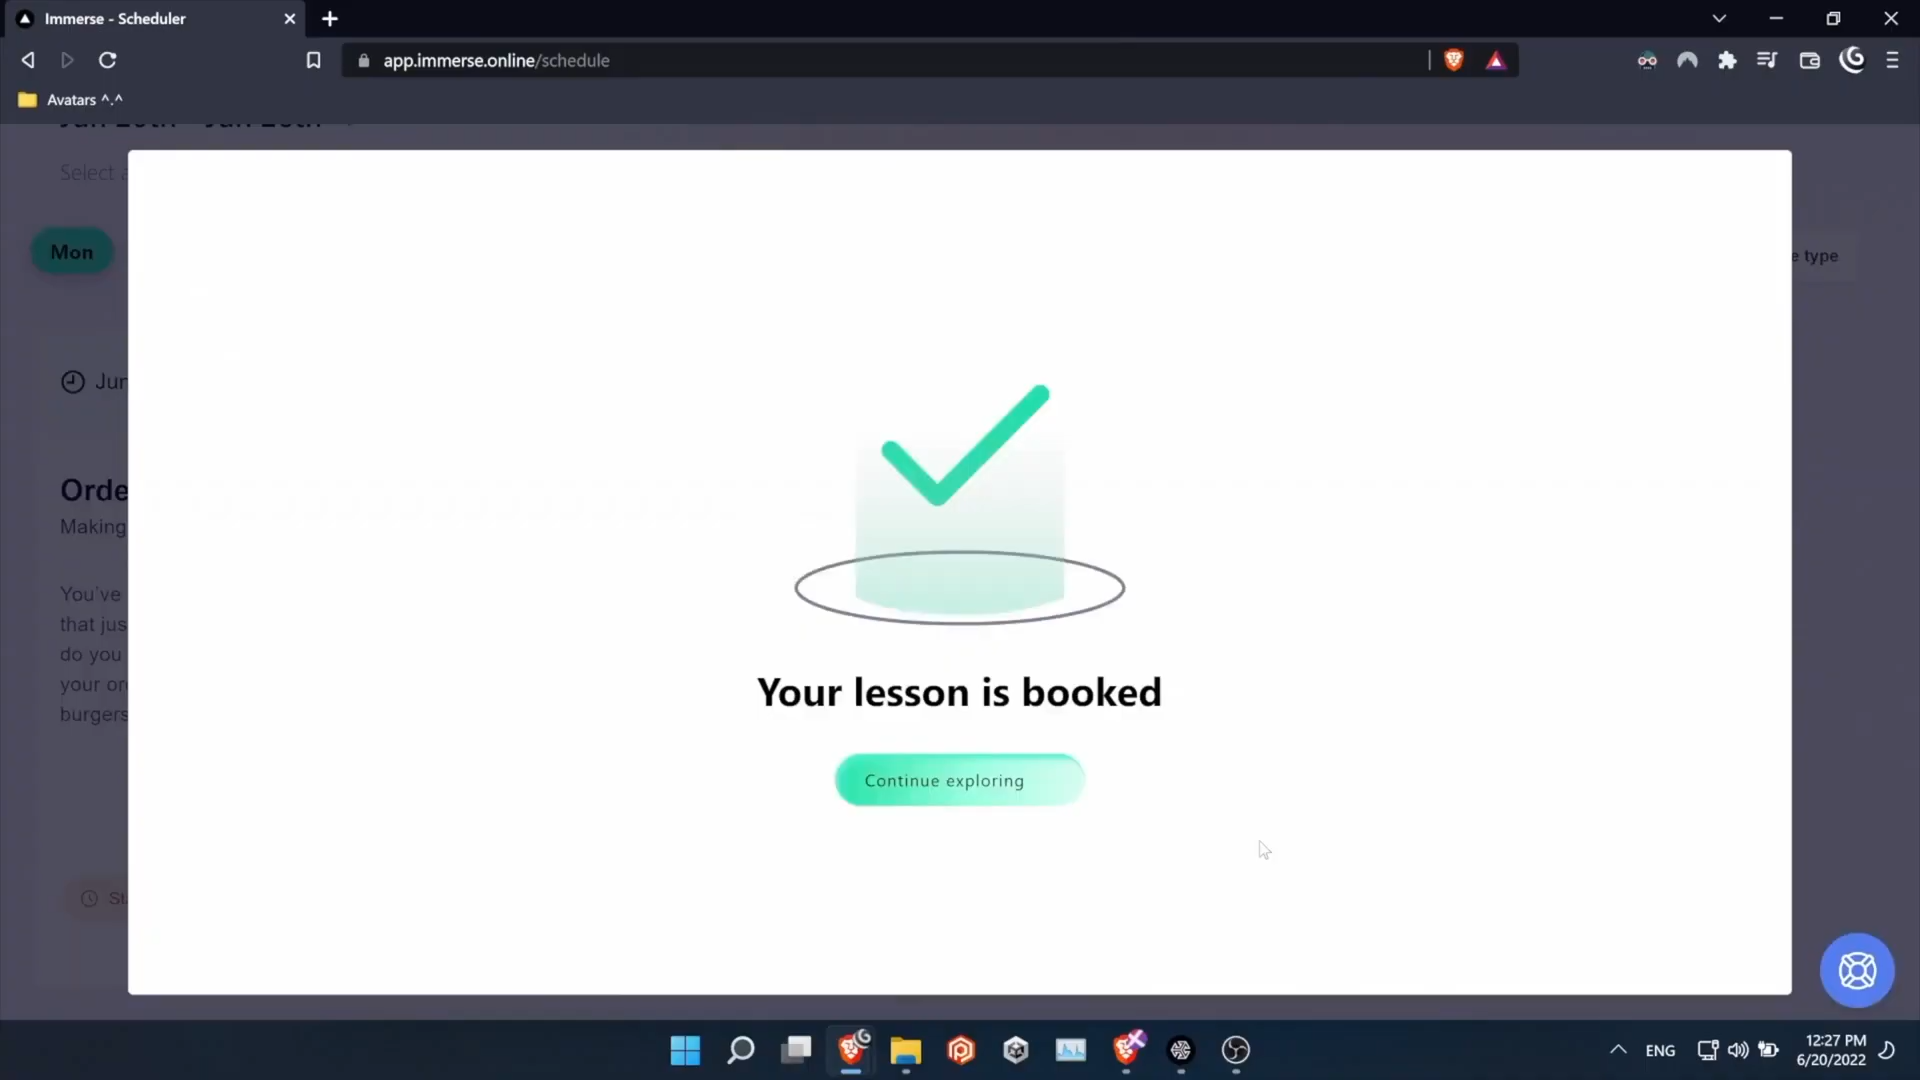 Immerse - Scheduler
app.immerse.online/schedule
Avatars ^.^
Select
Mon
e type
Jun
Orde
Making
You've
that jus
do you
your
burgers
Your lesson is booked
Continue exploring
ENG
12:27 PM
6/20/2022